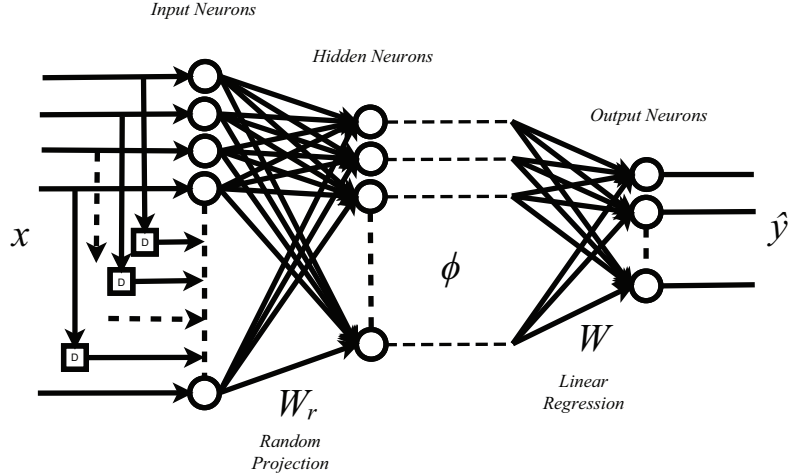 Input Neurons
Hidden Neurons
Output Neurons
x
D
D
D
ŷ
ϕ
W
Linear
Regression
W_r
Random
Projection